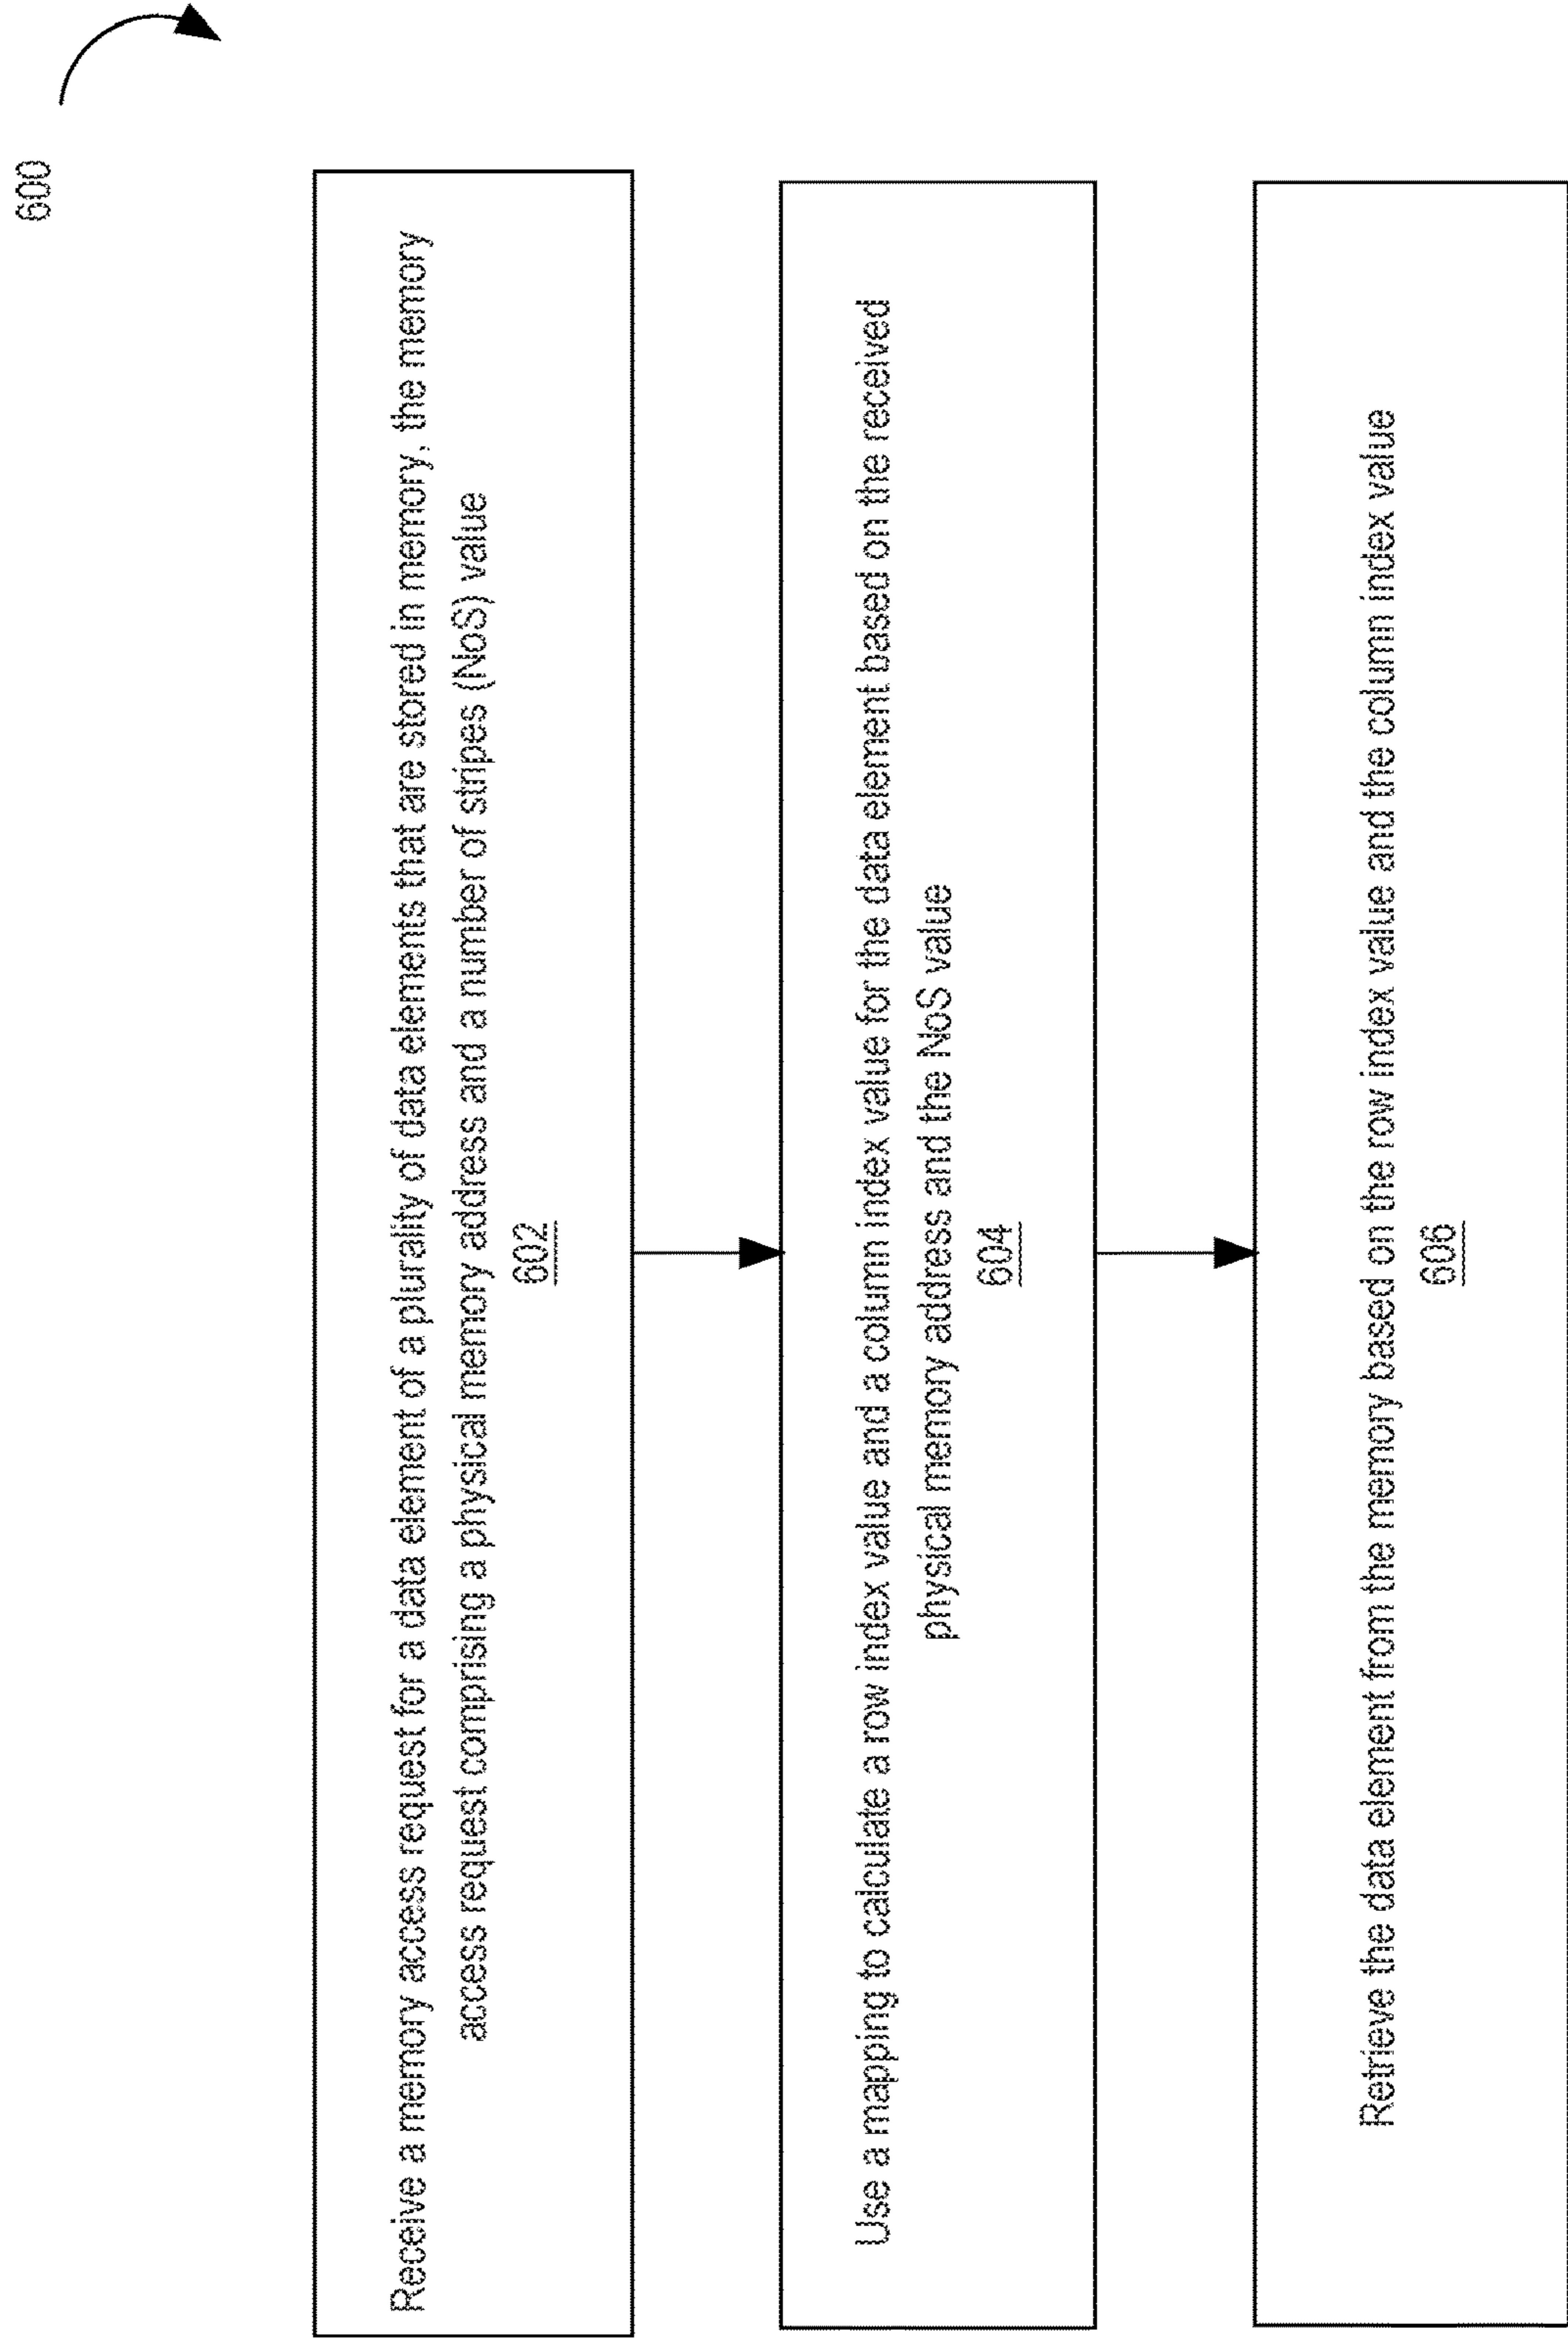 600
Receive a memory access request for a data element of a plurality of data elements that are stored in memory, the memory
access request comprising a physical memory address and a number of stripes (NoS) value
602
Use a mapping to calculate a row index value and a column index value for the data element based on the received
physical memory address and the NoS value
604
Retrieve the data element from the memory based on the row index value and the column index value
606